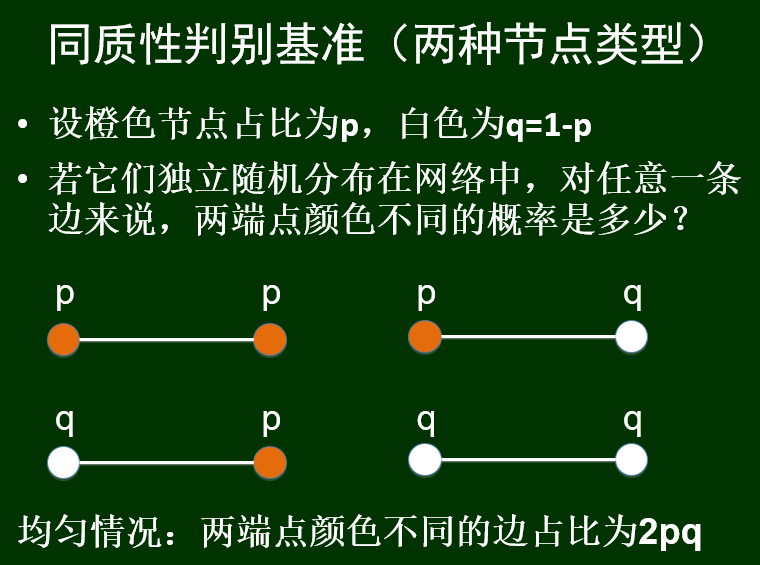 同质性判别基准（两种节点类型）
• 设橙色节点占比为p，白色为q=1-p
• 若它们独立随机分布在网络中，对任意一条
边来说，两端点颜色不同的概率是多少？
p p p q
q p q q
均匀情况：两端点颜色不同的边占比为2pq